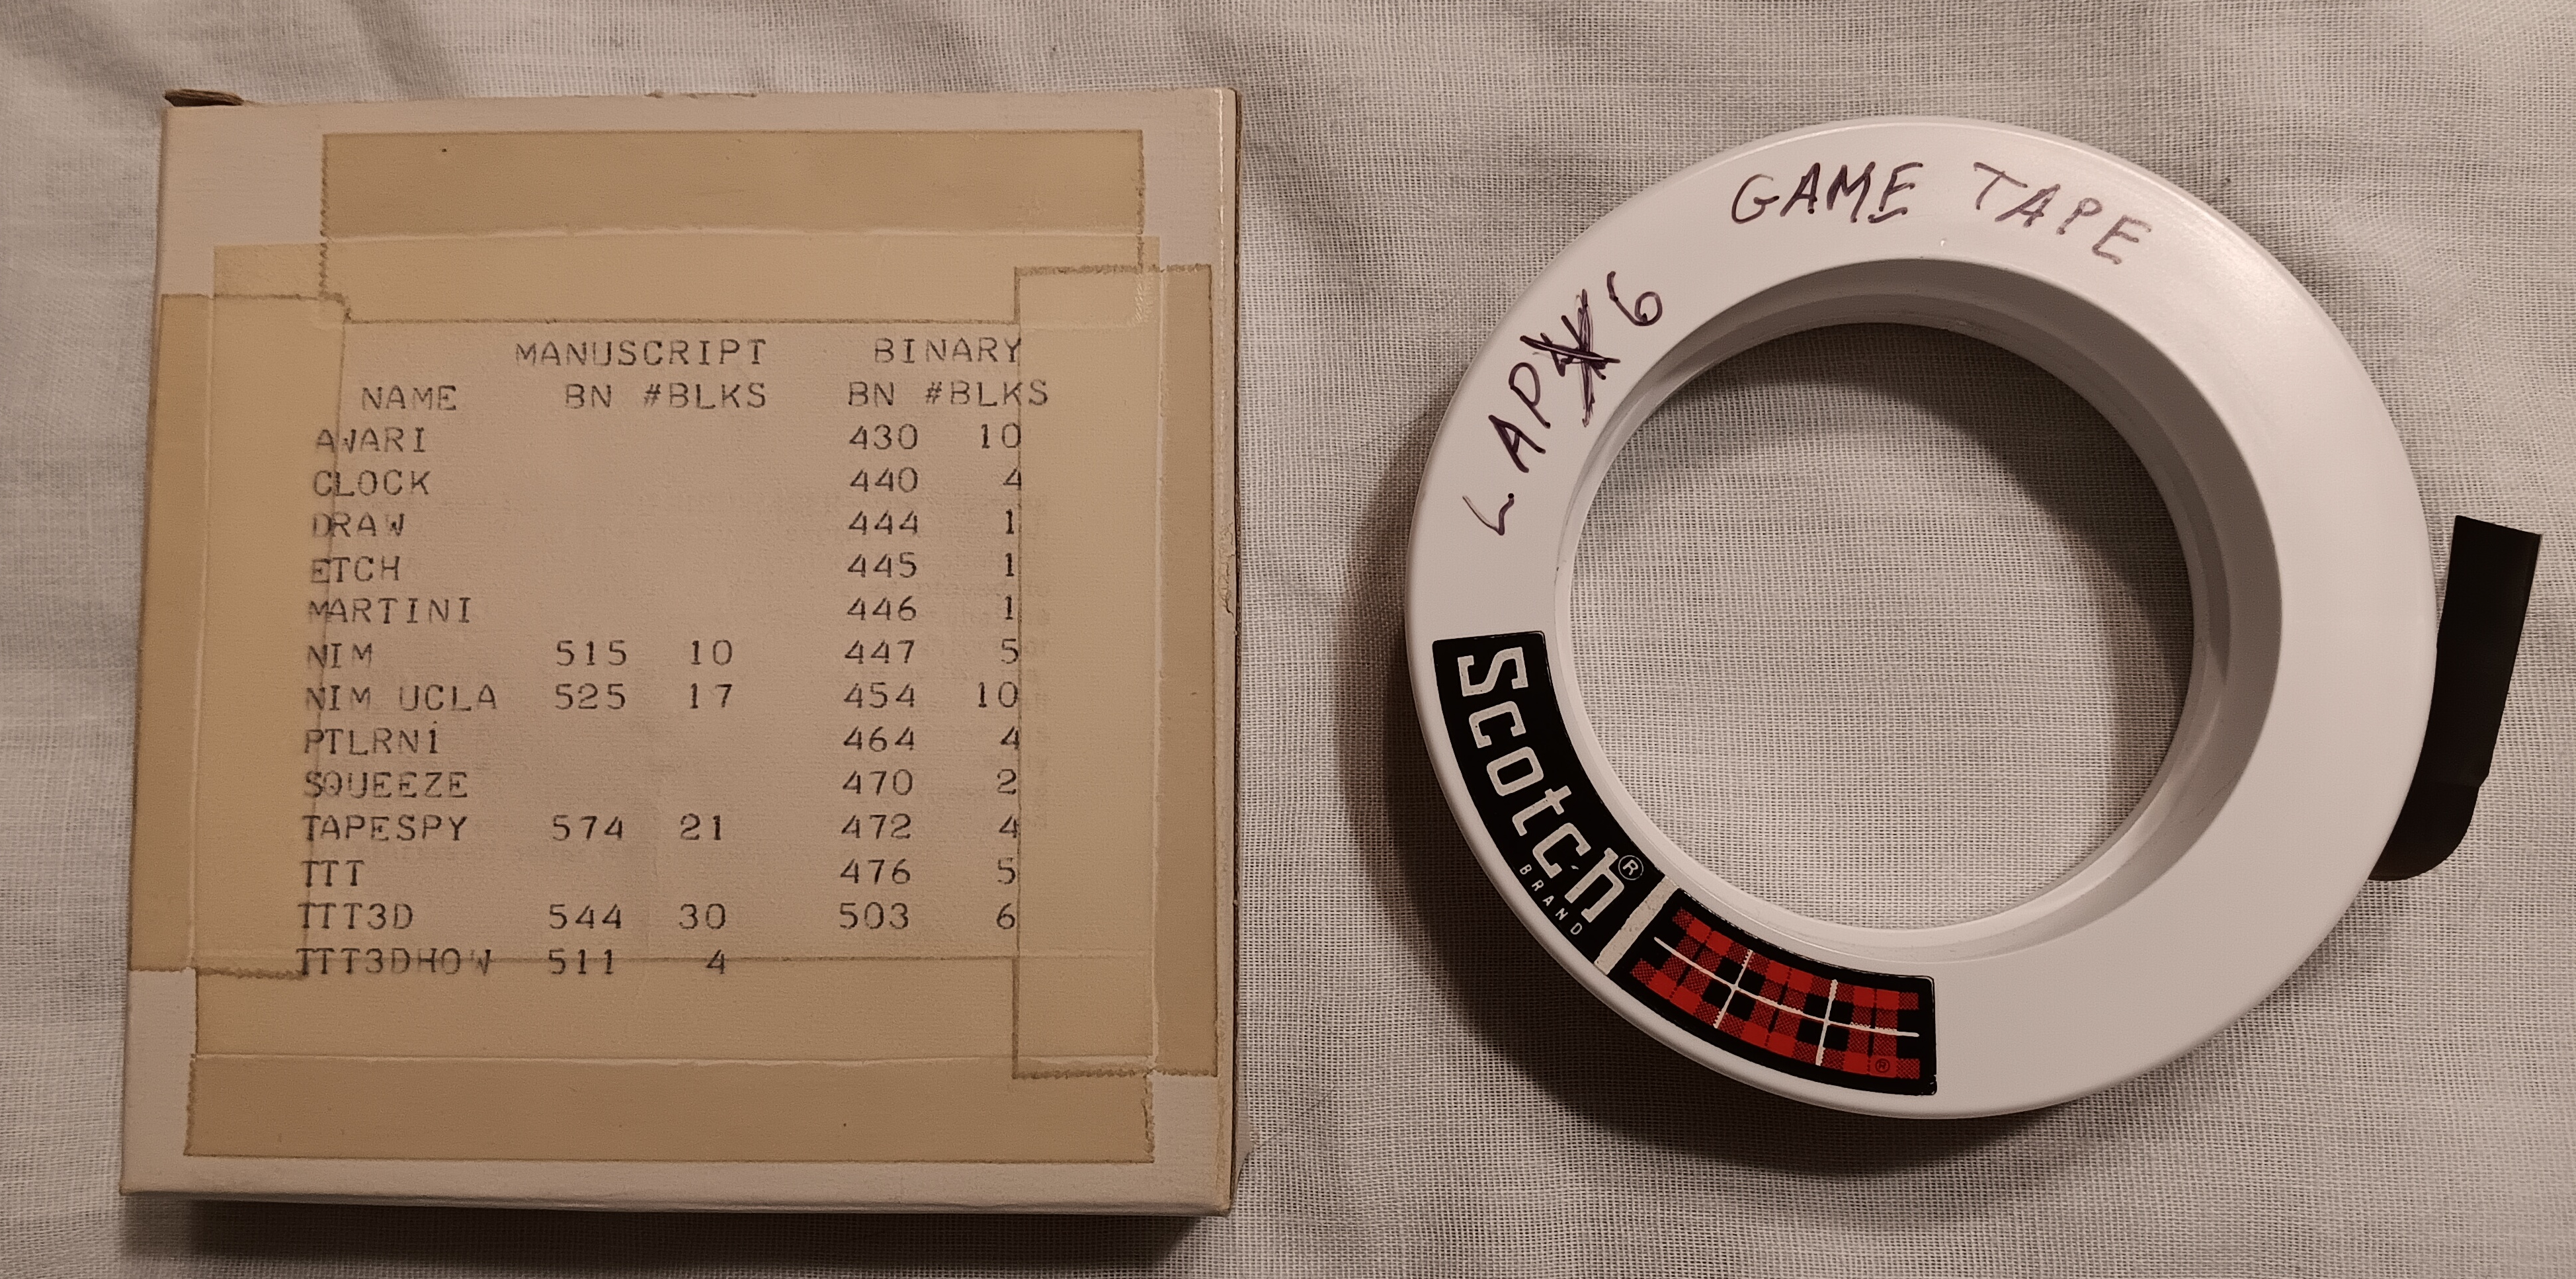 MANUSCRIPT BINARY
NAME BN #BLKS BN #BLKS
AWARI 430 10
CLOCK 440 4
DRAW 444 1
ETCH 445 1
MARTINI 446 1
NIM 515 10 447 5
NIM UCLA 525 17 454 10
PTLRN1 464 4
SQUEEZE 470 2
TAPESPY 574 21 472 4
TTT 476 5
TTT3D 544 30 503 6
TTT3DHOW 511 4
GAME TAPE
LAP 6
Scotch®
BRAND
®